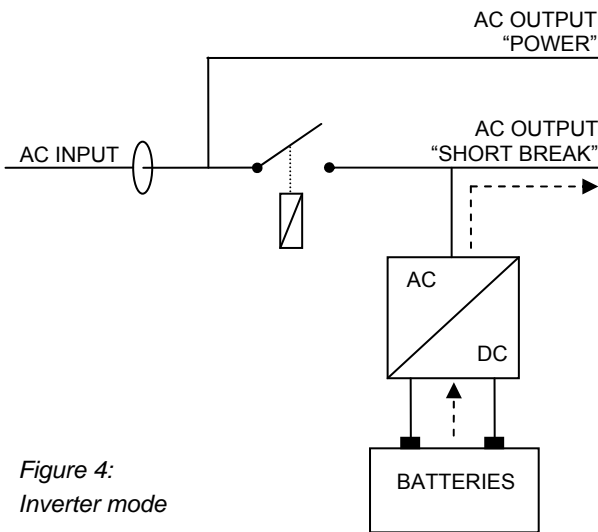 AC OUTPUT
“POWER”
AC INPUT
AC OUTPUT
“SHORT BREAK”
AC
DC
BATTERIES
Figure 4:
Inverter mode